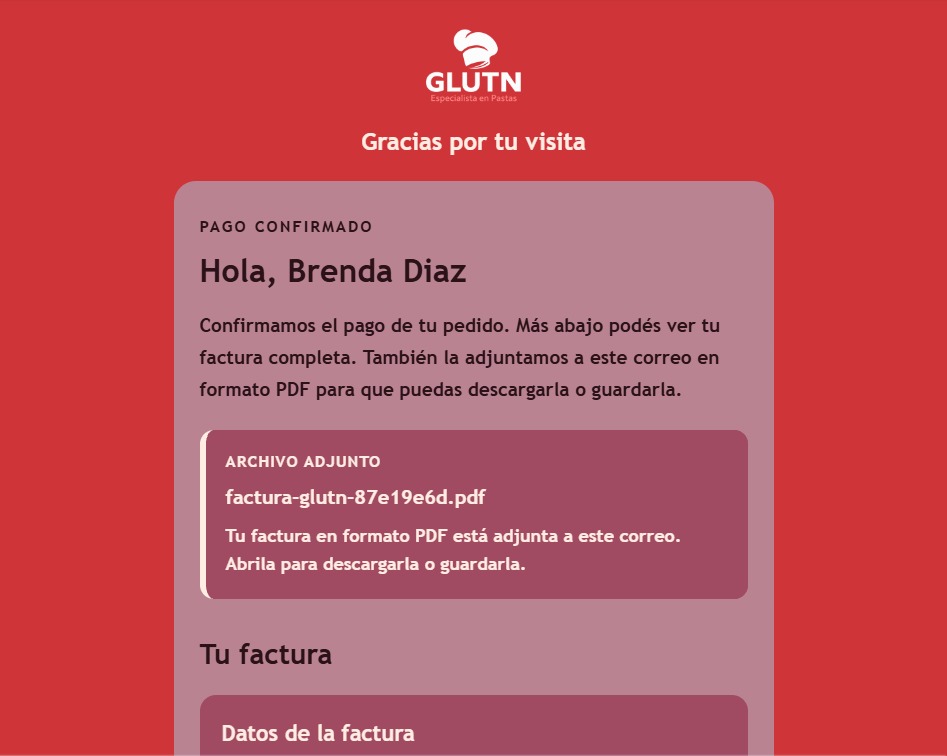 GLUTN
Especialista en Pastas
Gracias por tu visita
PAGO CONFIRMADO
Hola, Brenda Diaz
Confirmamos el pago de tu pedido. Más abajo podés ver tu
factura completa. También la adjuntamos a este correo en
formato PDF para que puedas descargarla o guardarla.
ARCHIVO ADJUNTO
factura-glutn-87e19e6d.pdf
Tu factura en formato PDF está adjunta a este correo.
Abrila para descargarla o guardarla.
Tu factura
Datos de la factura